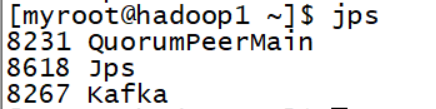 [myroot@hadoop1 ~]$ jps
8231 QuorumPeerMain
8618 Jps
8267 Kafka